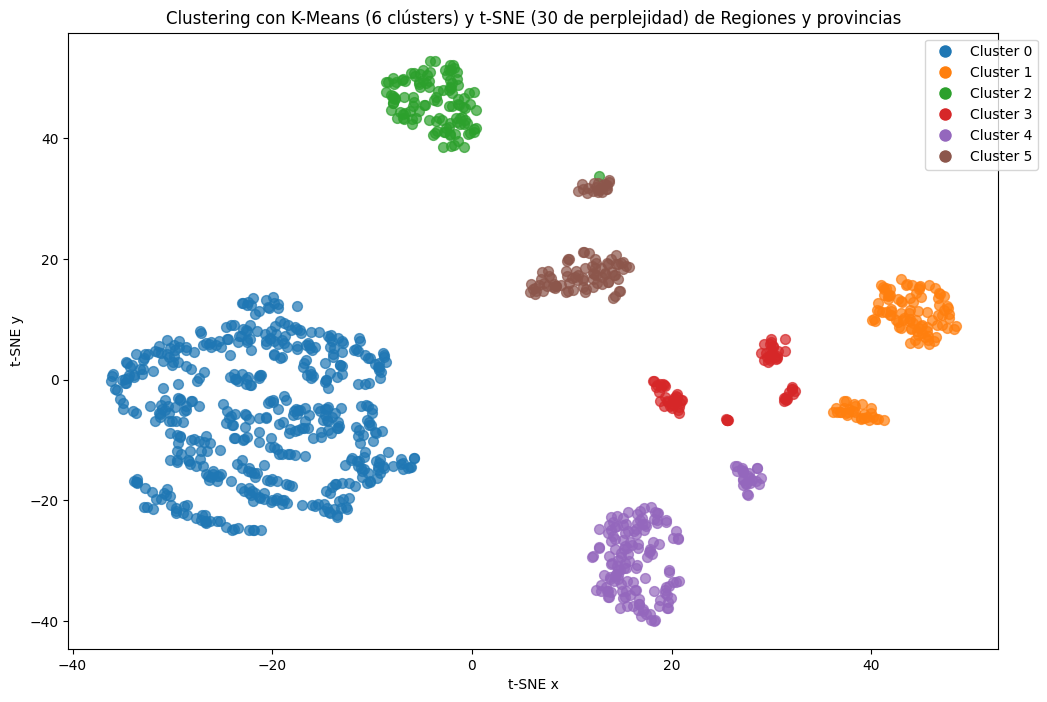 Clustering con K-Means (6 clústers) y t-SNE (30 de perplejidad) de Regiones y provincias
Cluster 0
Cluster 1
Cluster 2
Cluster 3
Cluster 4
Cluster 5
t-SNE y
40
20
0
−20
−40
−40
−20
0
20
40
t-SNE x